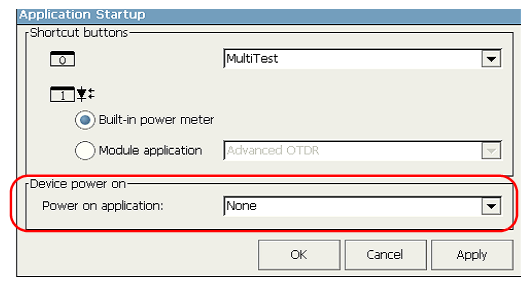 Application Startup
Shortcut buttons
0 MultiTest
1
Built-in power meter
Module application Advanced OTDR
Device power on
Power on application: None
OK Cancel Apply